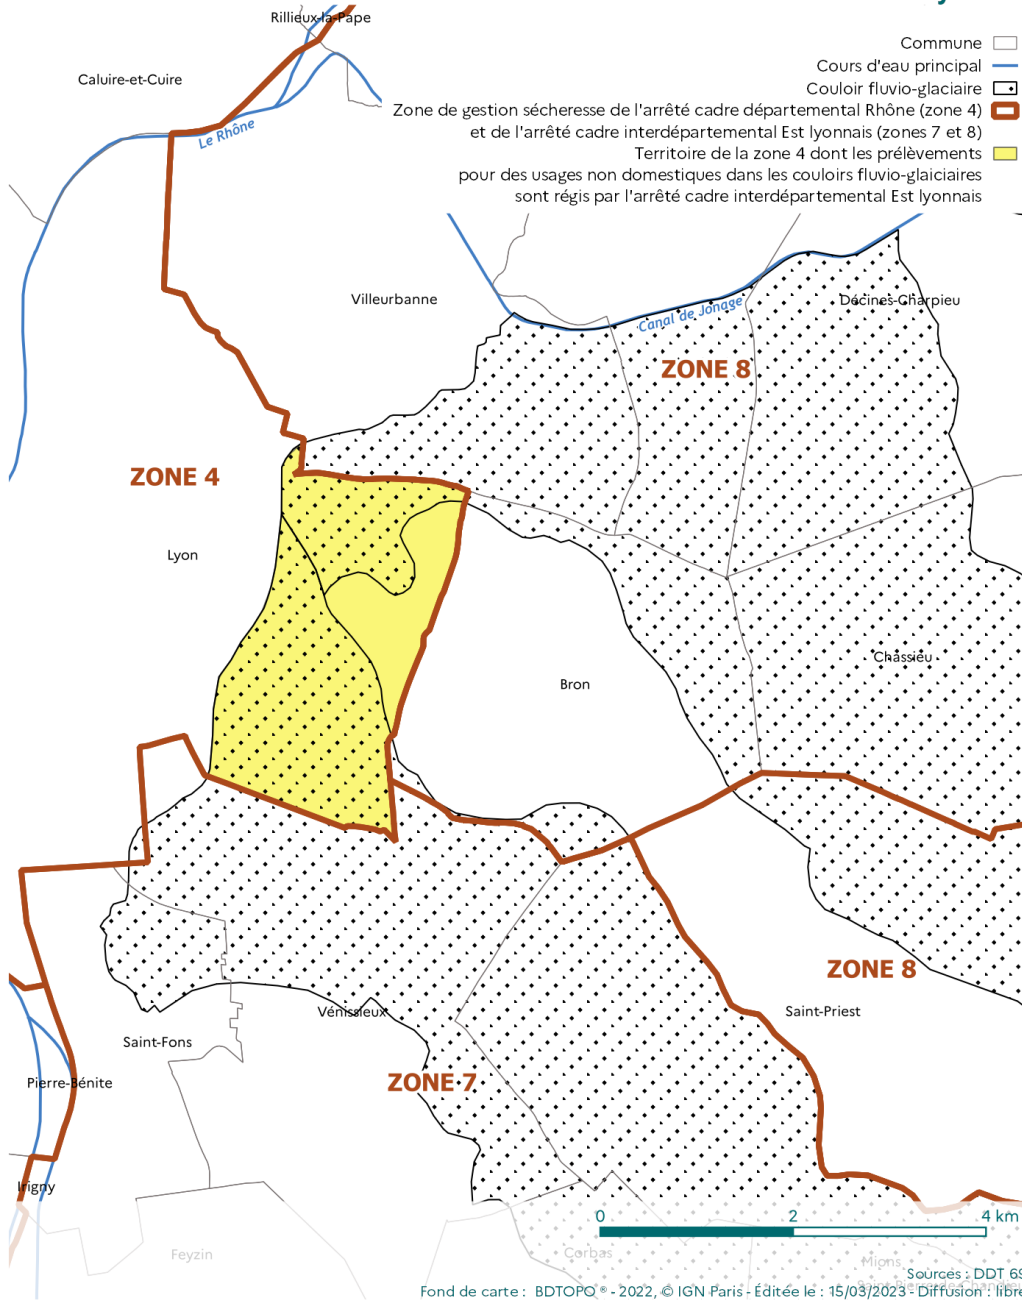 Rillieux-la-Pape
Caluire-et-Cuire
Commune
Cours d'eau principal
Couloir fluvio-glaciaire
Zone de gestion sécheresse de l'arrêté cadre départemental Rhône (zone 4)
et de l'arrêté cadre interdépartemental Est lyonnais (zones 7 et 8)
Territoire de la zone 4 dont les prélèvements
pour des usages non domestiques dans les couloirs fluvio-glaiciaires
sont régis par l'arrêté cadre interdépartemental Est lyonnais
Le Rhône
Villeurbanne
Décines-Charpieu
Canal de Jonage
ZONE 8
ZONE 4
Lyon
Chassieu
Bron
ZONE 8
Saint-Priest
Vénissieux
Saint-Fons
Pierre-Bénite
ZONE 7
Irigny
0 2 4 km
Feyzin
Corbas
Mions
Sources : DDT 69
Saint-Pierre-de-Chandieu
Fond de carte : BDTOPO ® - 2022, © IGN Paris - Éditée le : 15/03/2023 - Diffusion : libre